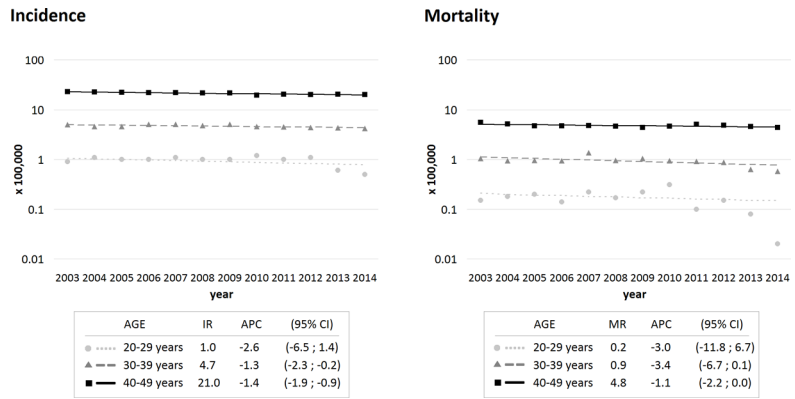 Incidence
100
10
1
0.1
0.01
x 100,000
2003 2004 2005 2006 2007 2008 2009 2010 2011 2012 2013 2014
year
AGE IR APC (95% CI)
20-29 years 1.0 -2.6 (-6.5 ; 1.4)
30-39 years 4.7 -1.3 (-2.3 ; -0.2)
40-49 years 21.0 -1.4 (-1.9 ; -0.9)
Mortality
100
10
1
0.1
0.01
x 100,000
2003 2004 2005 2006 2007 2008 2009 2010 2011 2012 2013 2014
year
AGE MR APC (95% CI)
20-29 years 0.2 -3.0 (-11.8 ; 6.7)
30-39 years 0.9 -3.4 (-6.7 ; 0.1)
40-49 years 4.8 -1.1 (-2.2 ; 0.0)